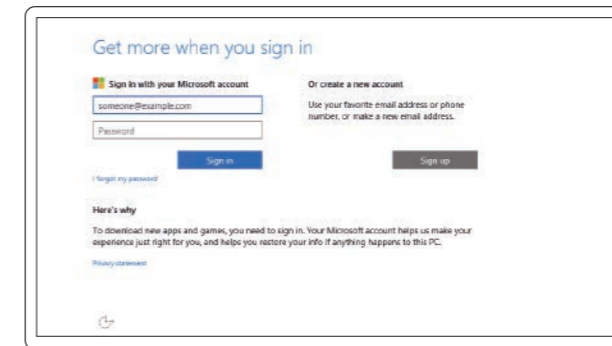 Get more when you sign in
Sign in with your Microsoft account
someone@example.com
Password
Sign in
I forgot my password
Or create a new account
Use your favorite email address or phone
number, or make a new email address.
Sign up
Here's why
To download new apps and games, you need to sign in. Your Microsoft account helps us make your
experience just right for you, and helps you restore your info if anything happens to this PC.
Privacy statement